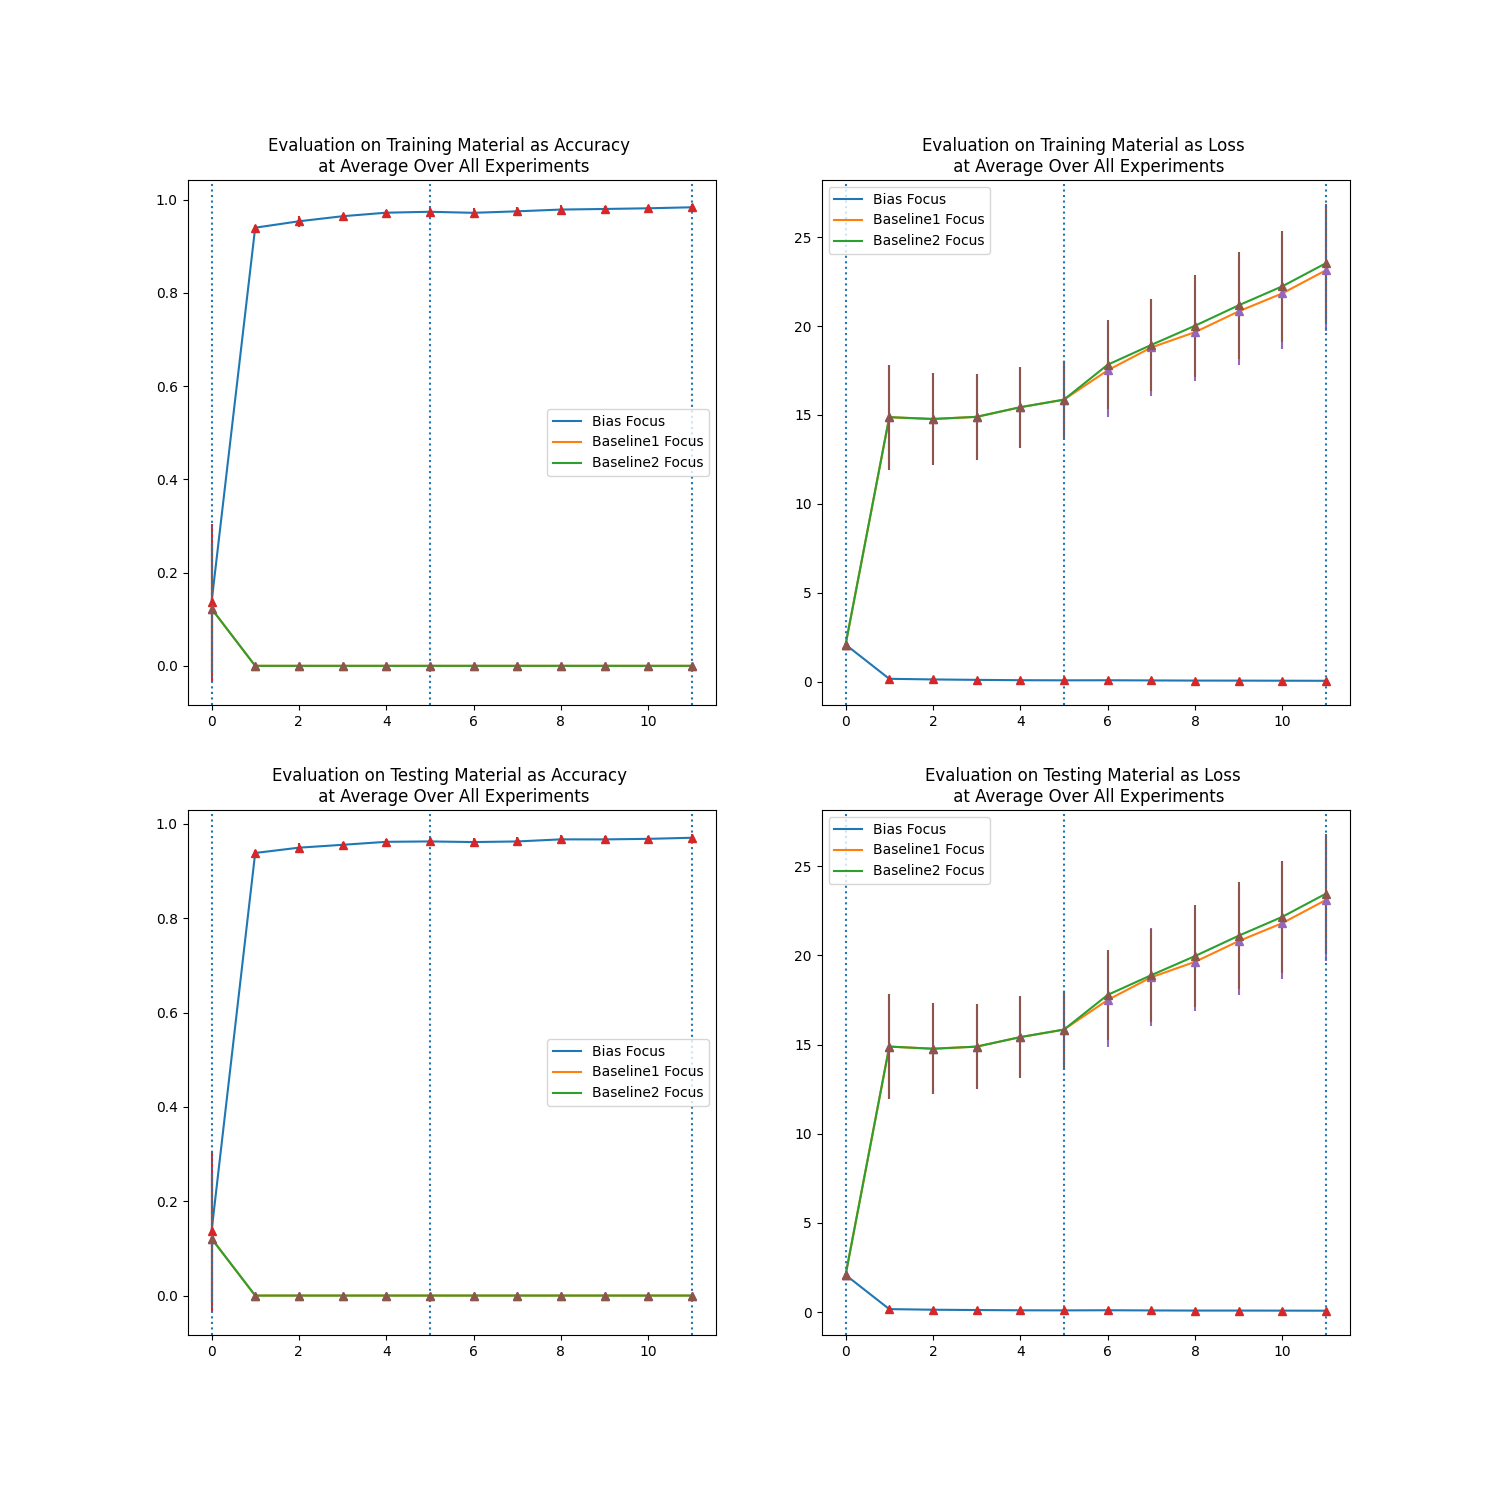 Evaluation on Training Material as Accuracy
at Average Over All Experiments
1.0
0.8
0.6
0.4
0.2
0.0
Bias Focus
Baseline1 Focus
Baseline2 Focus
0 2 4 6 8 10
Evaluation on Training Material as Loss
at Average Over All Experiments
Bias Focus
Baseline1 Focus
Baseline2 Focus
25
20
15
10
5
0
0 2 4 6 8 10
Evaluation on Testing Material as Accuracy
at Average Over All Experiments
1.0
0.8
0.6
0.4
0.2
0.0
Bias Focus
Baseline1 Focus
Baseline2 Focus
0 2 4 6 8 10
Evaluation on Testing Material as Loss
at Average Over All Experiments
Bias Focus
Baseline1 Focus
Baseline2 Focus
25
20
15
10
5
0
0 2 4 6 8 10